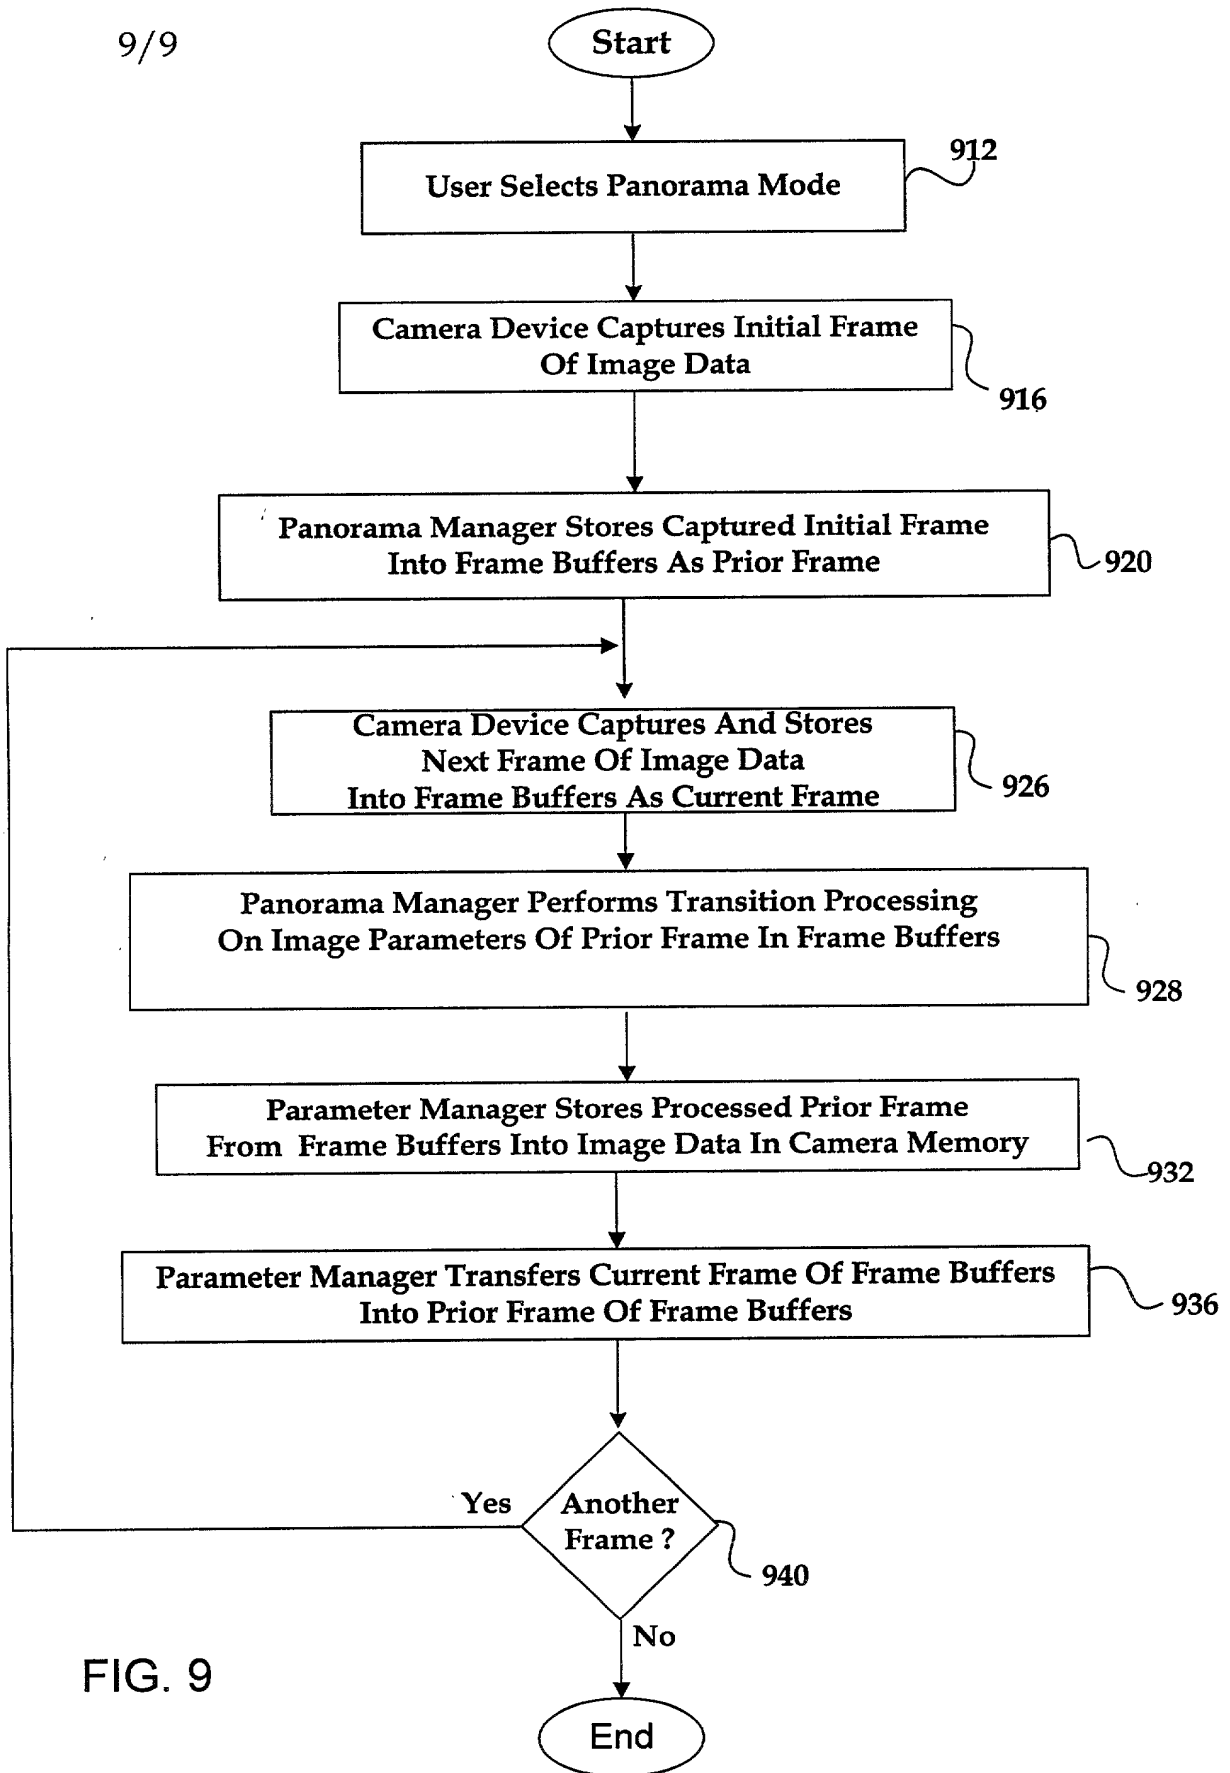 9/9
Start
User Selects Panorama Mode
912
Camera Device Captures Initial Frame
Of Image Data
916
Panorama Manager Stores Captured Initial Frame
Into Frame Buffers As Prior Frame
920
Camera Device Captures And Stores
Next Frame Of Image Data
Into Frame Buffers As Current Frame
926
Panorama Manager Performs Transition Processing
On Image Parameters Of Prior Frame In Frame Buffers
928
Parameter Manager Stores Processed Prior Frame
From Frame Buffers Into Image Data In Camera Memory
932
Parameter Manager Transfers Current Frame Of Frame Buffers
Into Prior Frame Of Frame Buffers
936
Yes
Another
Frame ?
940
No
FIG. 9
End